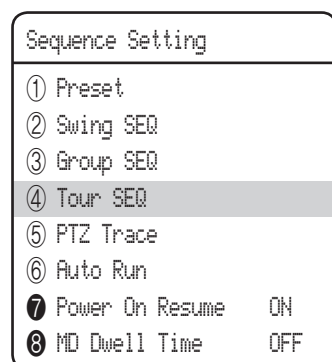 Sequence Setting
① Preset
② Swing SEQ
③ Group SEQ
④ Tour SEQ
⑤ PTZ Trace
⑥ Auto Run
❼ Power On Resume ON
❽ MD Dwell Time OFF